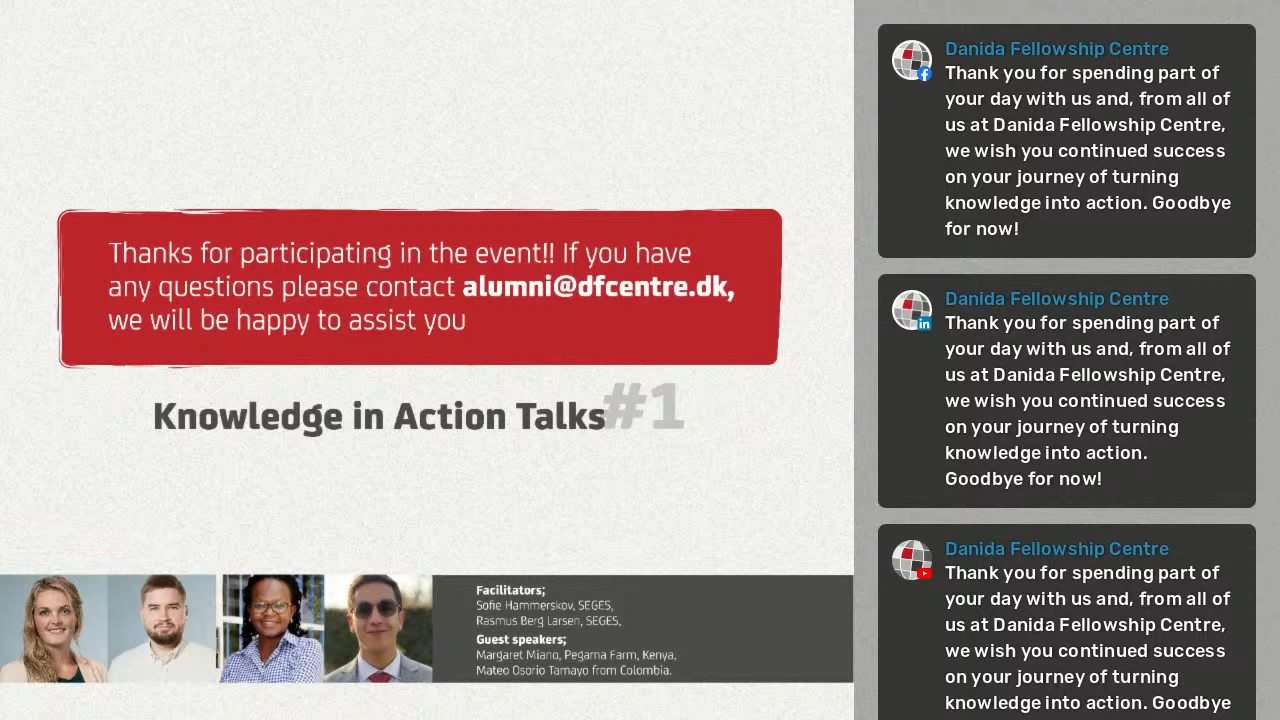 Thanks for participating in the event!! If you have
any questions please contact alumni@dfcentre.dk,
we will be happy to assist you
Knowledge in Action Talks#1
Facilitators;
Sofie Hammerskov, SEGES,
Rasmus Berg Larsen, SEGES,
Guest speakers;
Margaret Miano, Pegama Farm, Kenya,
Mateo Osorio Tamayo from Colombia.
Danida Fellowship Centre
Thank you for spending part of
your day with us and, from all of
us at Danida Fellowship Centre,
we wish you continued success
on your journey of turning
knowledge into action. Goodbye
for now!
Danida Fellowship Centre
Thank you for spending part of
your day with us and, from all of
us at Danida Fellowship Centre,
we wish you continued success
on your journey of turning
knowledge into action.
Goodbye for now!
Danida Fellowship Centre
Thank you for spending part of
your day with us and, from all of
us at Danida Fellowship Centre,
we wish you continued success
on your journey of turning
knowledge into action. Goodbye